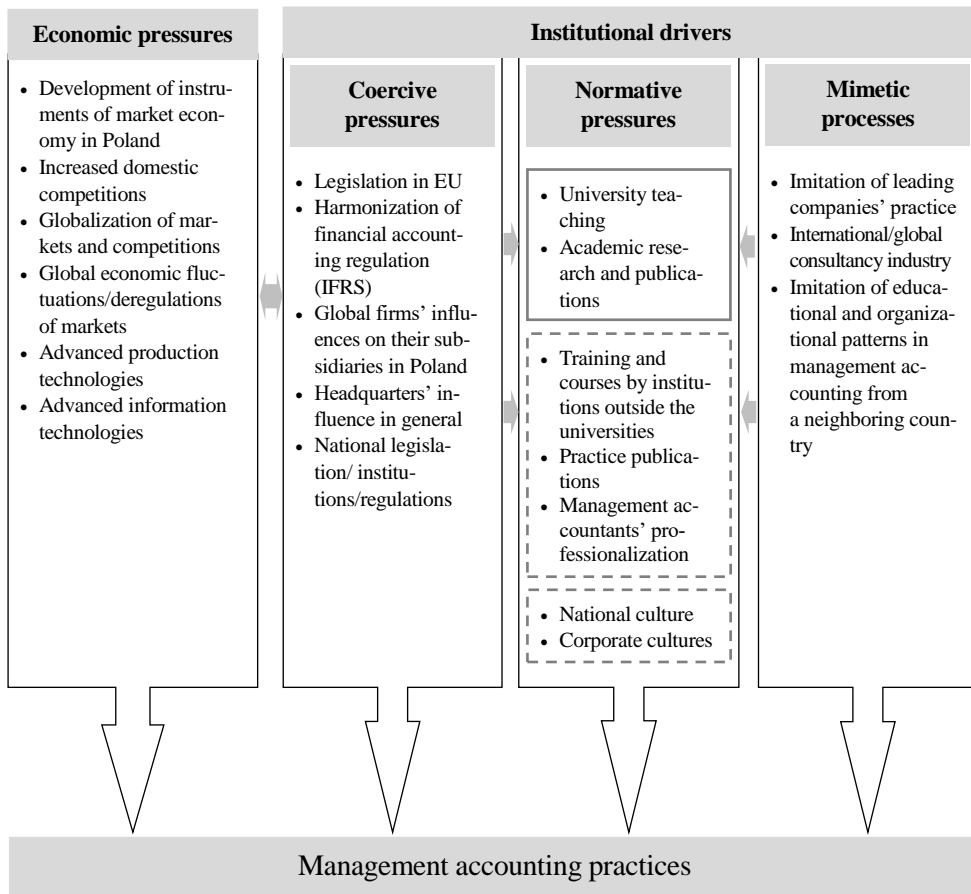 Economic pressures
• Development of instru-
ments of market econ-
omy in Poland
• Increased domestic
competitions
• Globalization of mar-
kets and competitions
• Global economic fluc-
tuations/deregulations
of markets
• Advanced production
technologies
• Advanced information
technologies
Institutional drivers
Coercive
pressures
• Legislation in EU
• Harmonization of
financial account-
ing regulation
(IFRS)
• Global firms’ influ-
ences on their sub-
sidiaries in Poland
• Headquarters’ in-
fluence in general
• National legisla-
tion/ institu-
tions/regulations
Normative
pressures
• University tea-
ching
• Academic resea-
rch and publica-
tions
• Training and
courses by institu-
tions outside the
universities
• Practice publica-
tions
• Management ac-
countants’ pro-
fessionalization
• National culture
• Corporate cultures
Mimetic
processes
• Imitation of leading
companies’ practice
• International/global
consultancy industry
• Imitation of educa-
tional and organiza-
tional patterns in
management ac-
counting from
a neighboring coun-
try
Management accounting practices